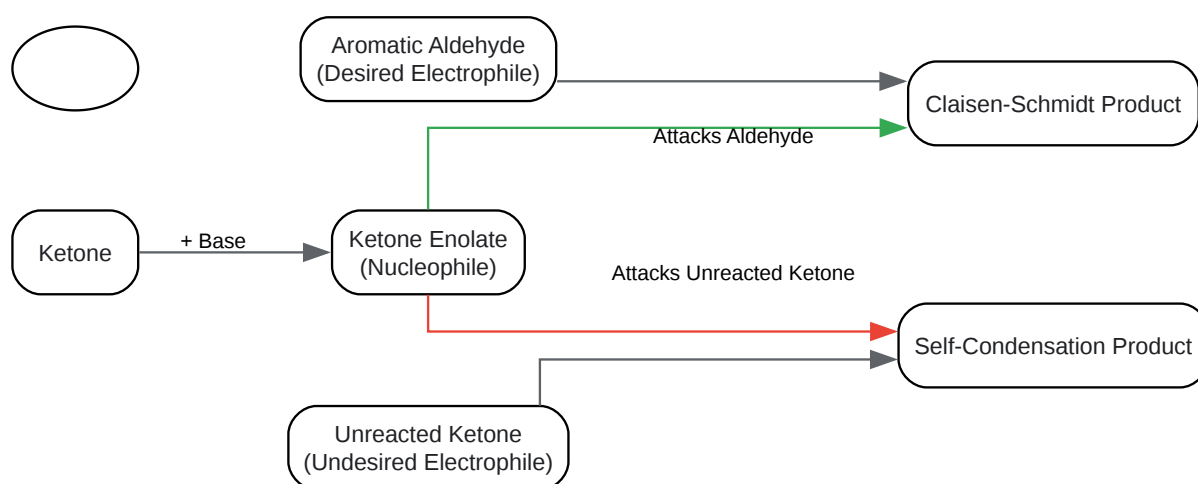 Aromatic Aldehyde
(Desired Electrophile)
Claisen-Schmidt Product
Attacks Aldehyde
Ketone
+ Base
Ketone Enolate
(Nucleophile)
Attacks Unreacted Ketone
Self-Condensation Product
Unreacted Ketone
(Undesired Electrophile)